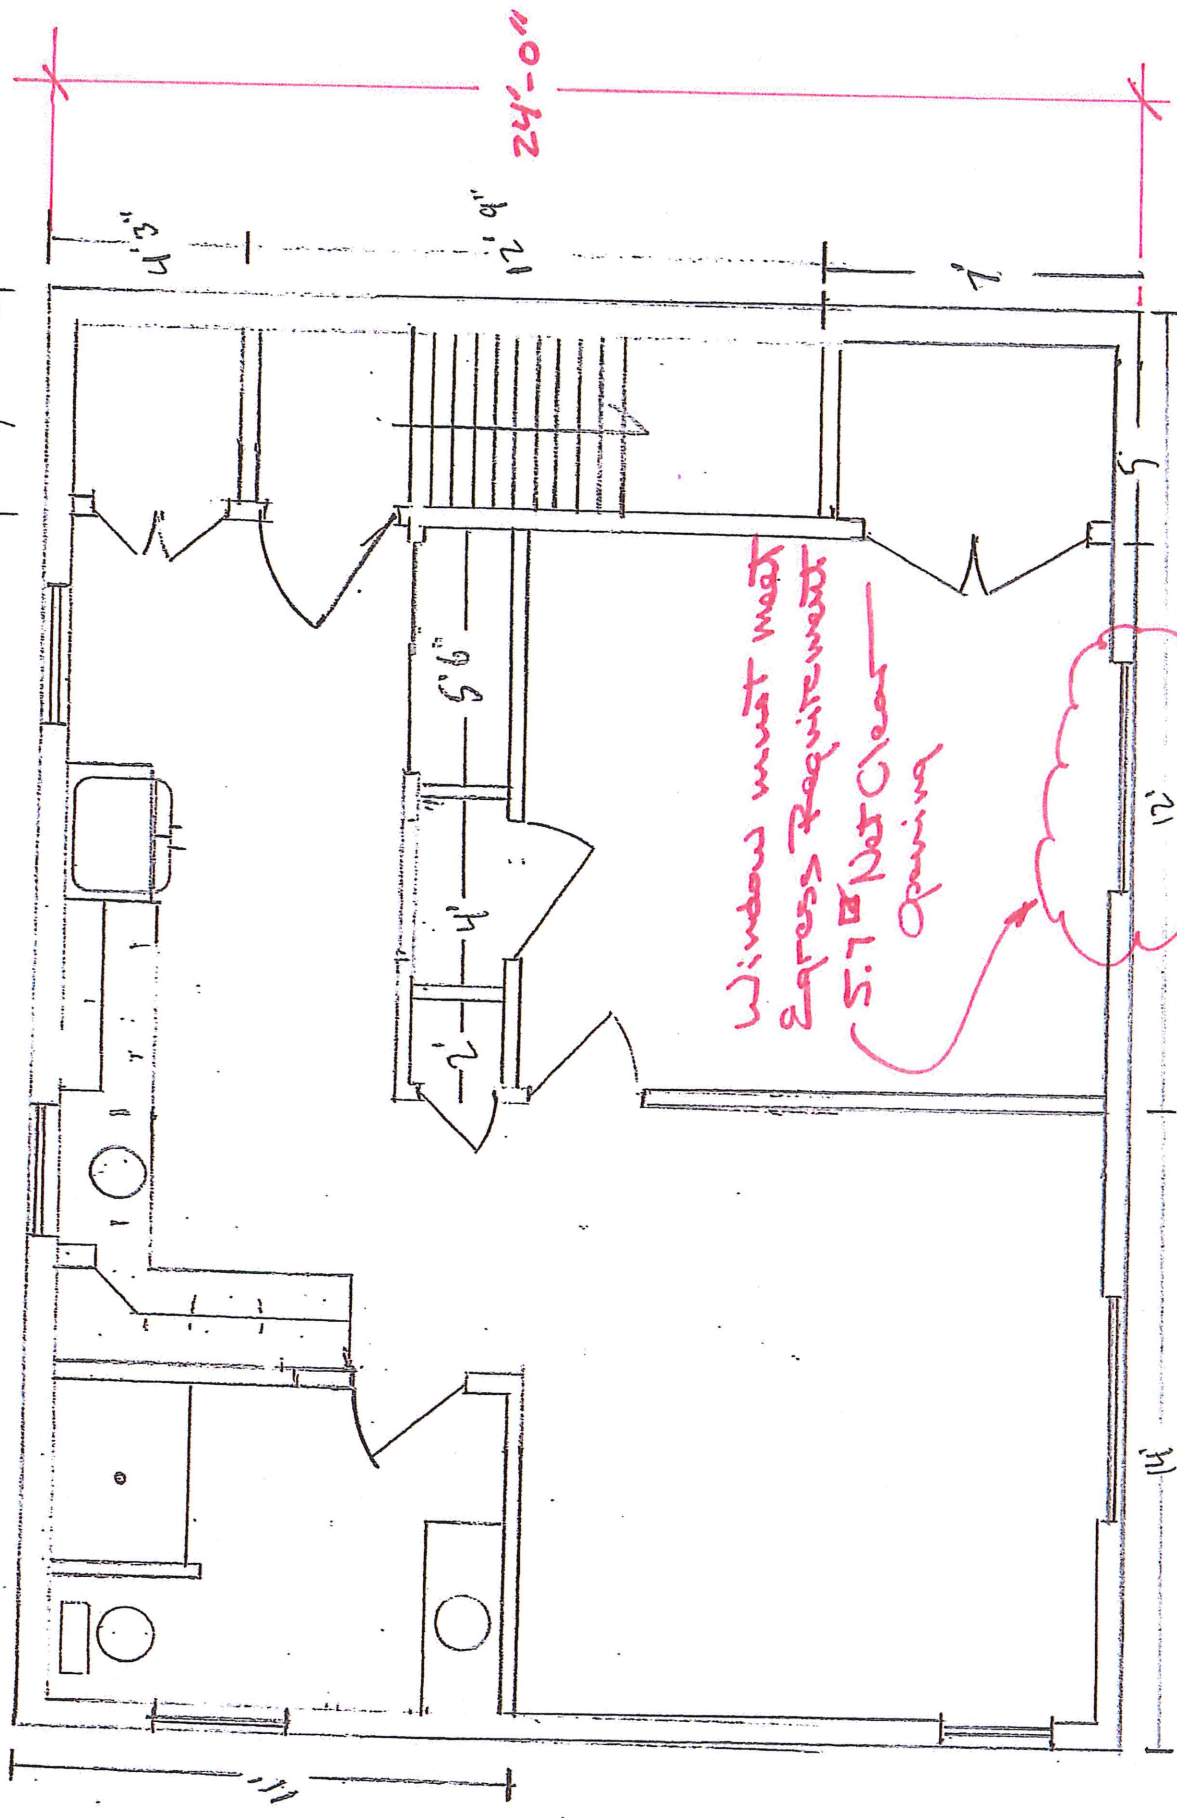 24'-0"
4' 3"
12' 9"
7'
5'6"
4'
2'
Window must meet
Egress Requirement
5.7 Net Clear
Opening
5
12'
14'
11'